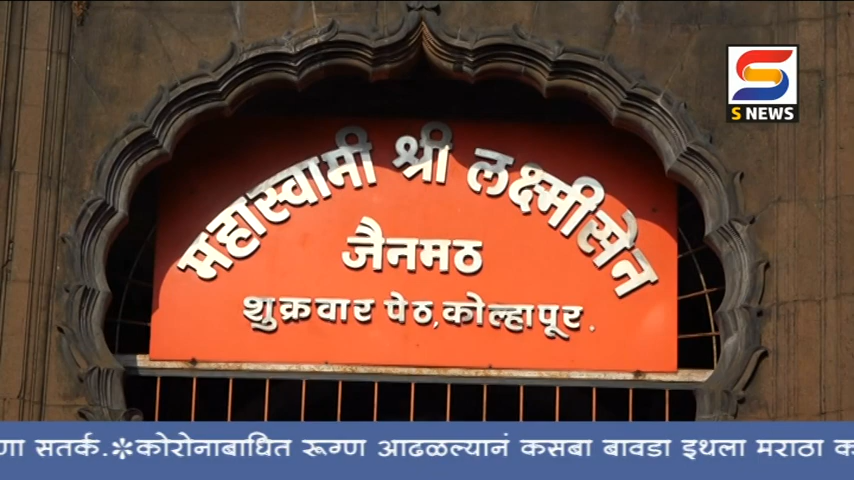 S NEWS
महास्वामी श्री लक्ष्मीसेन
जैनमठ
शुक्रवार पेठ,कोल्हापूर.
णा सतर्क.✻कोरोनाबाधित रूग्ण आढळल्यानं कसबा बावडा इथला मराठा क